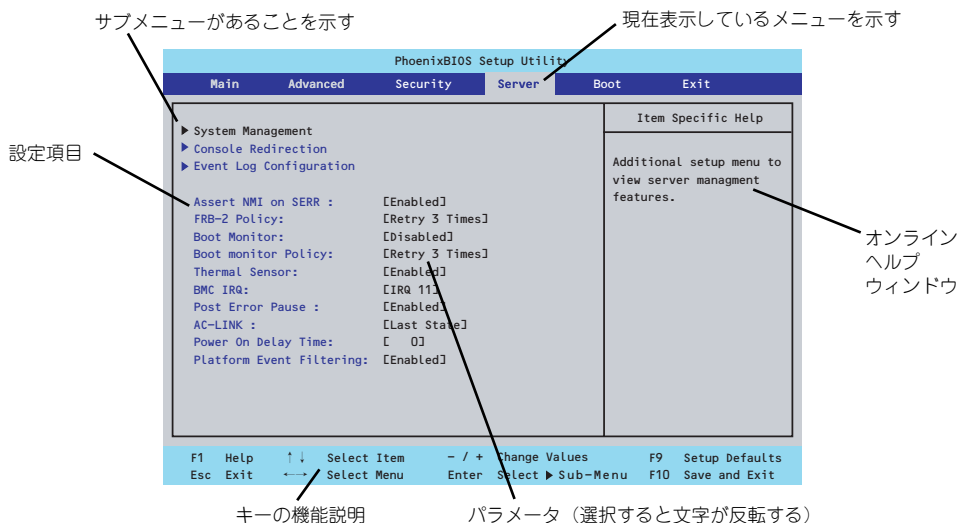 サブメニューがあることを示す
現在表示しているメニューを示す
PhoenixBIOS Setup Utility
Main Advanced Security Server Boot Exit
Item Specific Help
▶ System Management
▶ Console Redirection
▶ Event Log Configuration
設定項目
Additional setup menu to
view server managment
features.
Assert NMI on SERR : [Enabled]
FRB-2 Policy: [Retry 3 Times]
Boot Monitor: [Disabled]
Boot monitor Policy: [Retry 3 Times]
Thermal Sensor: [Enabled]
BMC IRQ: [IRQ 11]
Post Error Pause : [Enabled]
AC-LINK : [Last State]
Power On Delay Time: [ 0]
Platform Event Filtering: [Enabled]
オンライン
ヘルプ
ウィンドウ
F1 Help ↑↓ Select Item - / + Change Values F9 Setup Defaults
Esc Exit ←→ Select Menu Enter Select ▶ Sub-Menu F10 Save and Exit
キーの機能説明
パラメータ（選択すると文字が反転する）